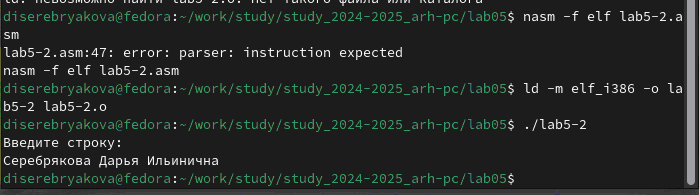 ld: невозможно найти lab5-2.o: Нет такого файла или каталога
diserebryakova@fedora:~/work/study/study_2024-2025_arh-pc/lab05$ nasm -f elf lab5-2.a
sm
lab5-2.asm:47: error: parser: instruction expected
nasm -f elf lab5-2.asm
diserebryakova@fedora:~/work/study/study_2024-2025_arh-pc/lab05$ ld -m elf_i386 -o la
b5-2 lab5-2.o
diserebryakova@fedora:~/work/study/study_2024-2025_arh-pc/lab05$ ./lab5-2
Введите строку:
Серебрякова Дарья Ильинична
diserebryakova@fedora:~/work/study/study_2024-2025_arh-pc/lab05$